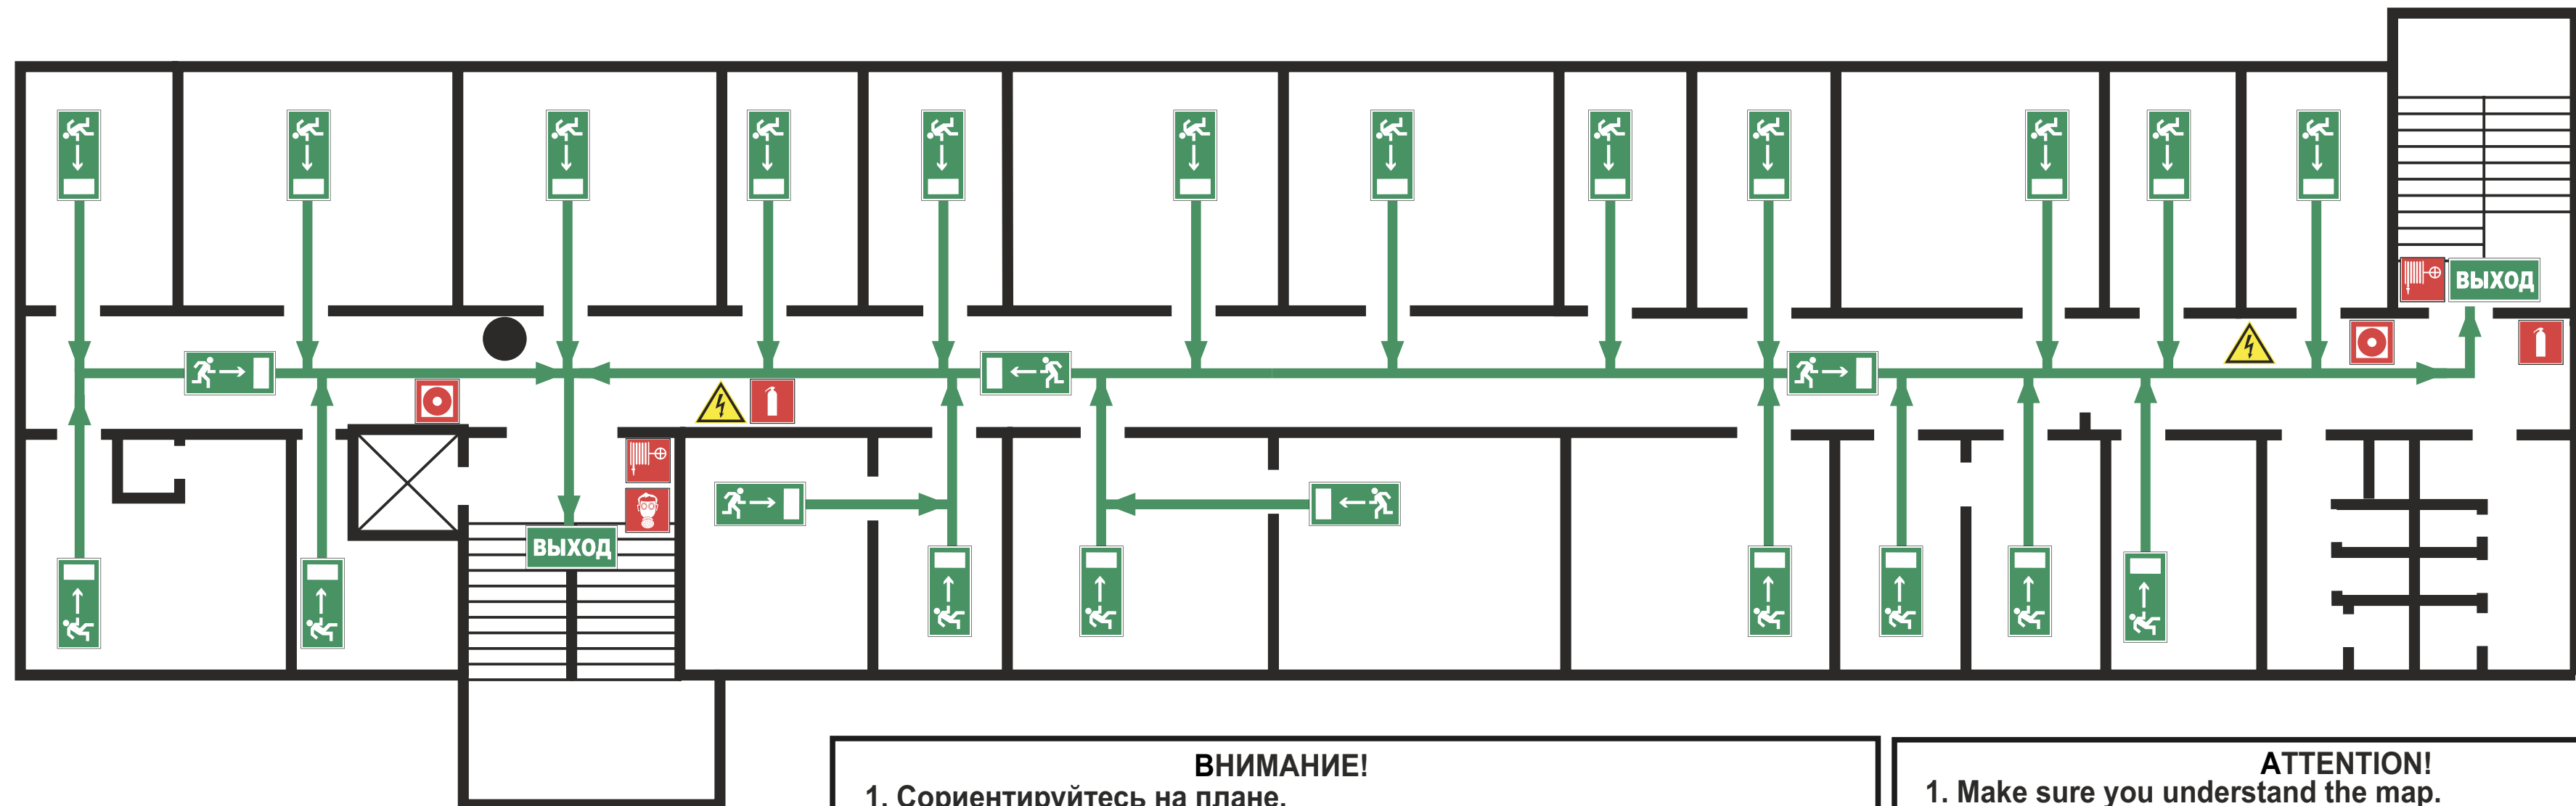 ВЫХОД
ВЫХОД
ВНИМАНИЕ!
1. Сориентируйтесь на плане.
ATTENTION!
1. Make sure you understand the map.